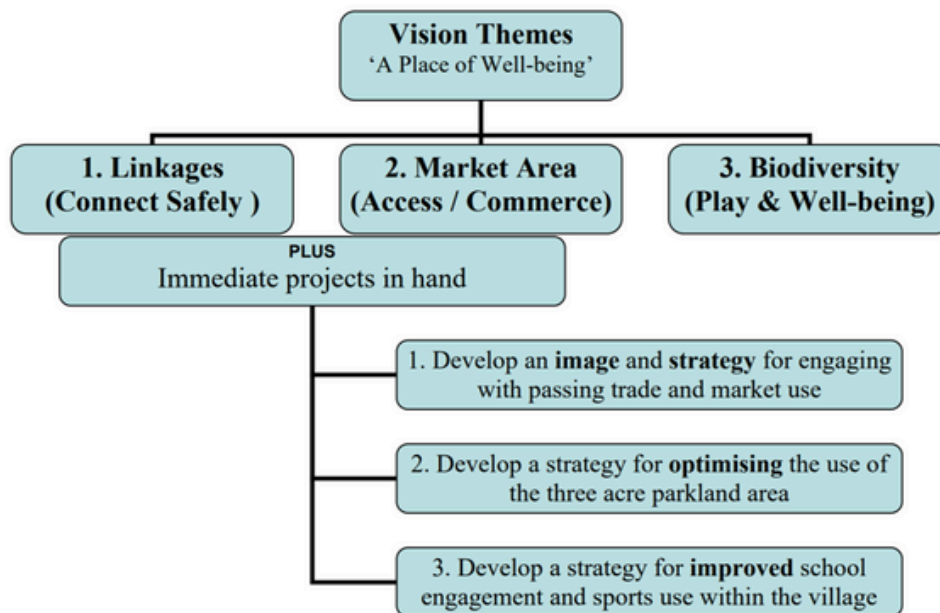 Vision Themes
‘A Place of Well-being’
1. Linkages
(Connect Safely )
2. Market Area
(Access / Commerce)
3. Biodiversity
(Play & Well-being)
PLUS
Immediate projects in hand
1. Develop an image and strategy for engaging
with passing trade and market use
2. Develop a strategy for optimising the use of
the three acre parkland area
3. Develop a strategy for improved school
engagement and sports use within the village